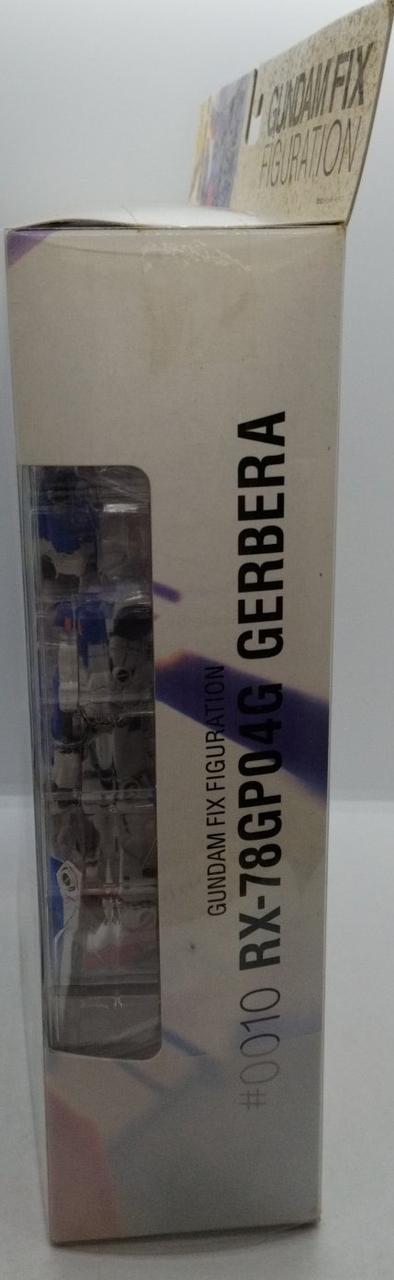 GUNDAM FIX
FIGURATION
GUNDAM FIX FIGURATION
#0010 RX-78GP04G GERBERA